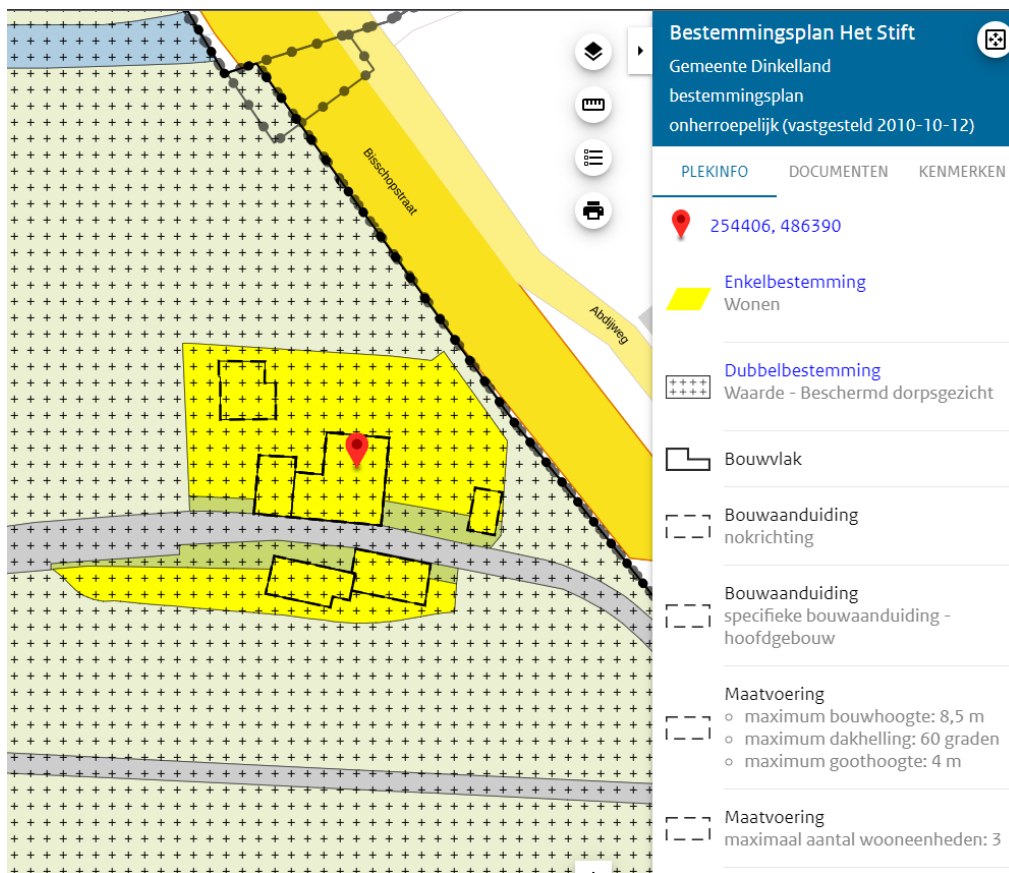 Bestemmingsplan Het Stift
Gemeente Dinkelland
bestemmingsplan
onherroepelijk (vastgesteld 2010-10-12)
PLEKINFO DOCUMENTEN KENMERKEN
254406, 486390
Enkelbestemming
Wonen
Dubbelbestemming
Waarde - Beschermd dorpsgezicht
Bouwvlak
Bouwaanduiding
nokrichting
Bouwaanduiding
specifieke bouwaanduiding -
hoofdgebouw
Maatvoering
maximum bouwhoogte: 8,5 m
maximum dakhelling: 60 graden
maximum goothoogte: 4 m
Maatvoering
maximaal aantal wooneenheden: 3
Bisschopstraat
Abdijweg